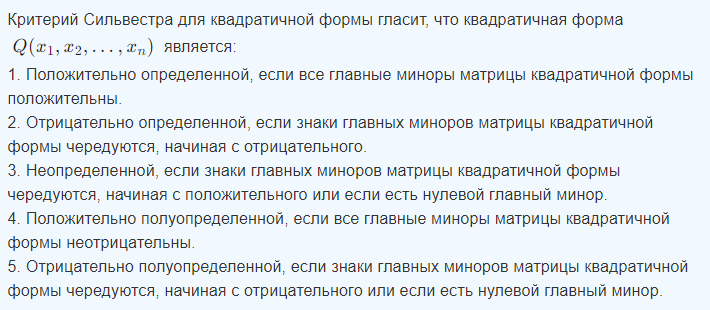 Критерий Сильвестра для квадратичной формы гласит, что квадратичная форма
Q(x₁, x₂, . . . , xₙ) является:
1. Положительно определенной, если все главные миноры матрицы квадратичной формы
положительны.
2. Отрицательно определенной, если знаки главных миноров матрицы квадратичной
формы чередуются, начиная с отрицательного.
3. Неопределенной, если знаки главных миноров матрицы квадратичной формы
чередуются, начиная с положительного или если есть нулевой главный минор.
4. Положительно полуопределенной, если все главные миноры матрицы квадратичной
формы неотрицательны.
5. Отрицательно полуопределенной, если знаки главных миноров матрицы квадратичной
формы чередуются, начиная с отрицательного или если есть нулевой главный минор.